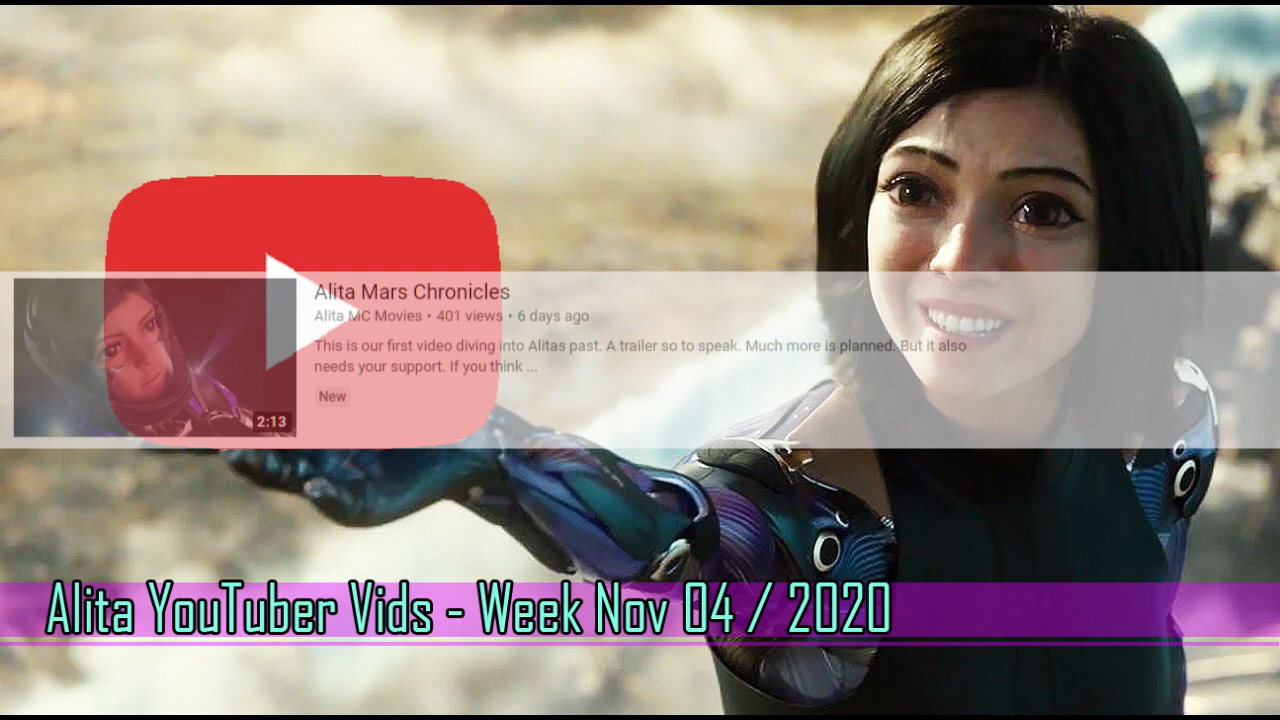 Alita Mars Chronicles
Alita MC Movies • 401 views • 6 days ago
This is our first video diving into Alitas past. A trailer so to speak. Much more is planned. But it also
needs your support. If you think ...
New
2:13
Alita YouTuber Vids - Week Nov 04 / 2020